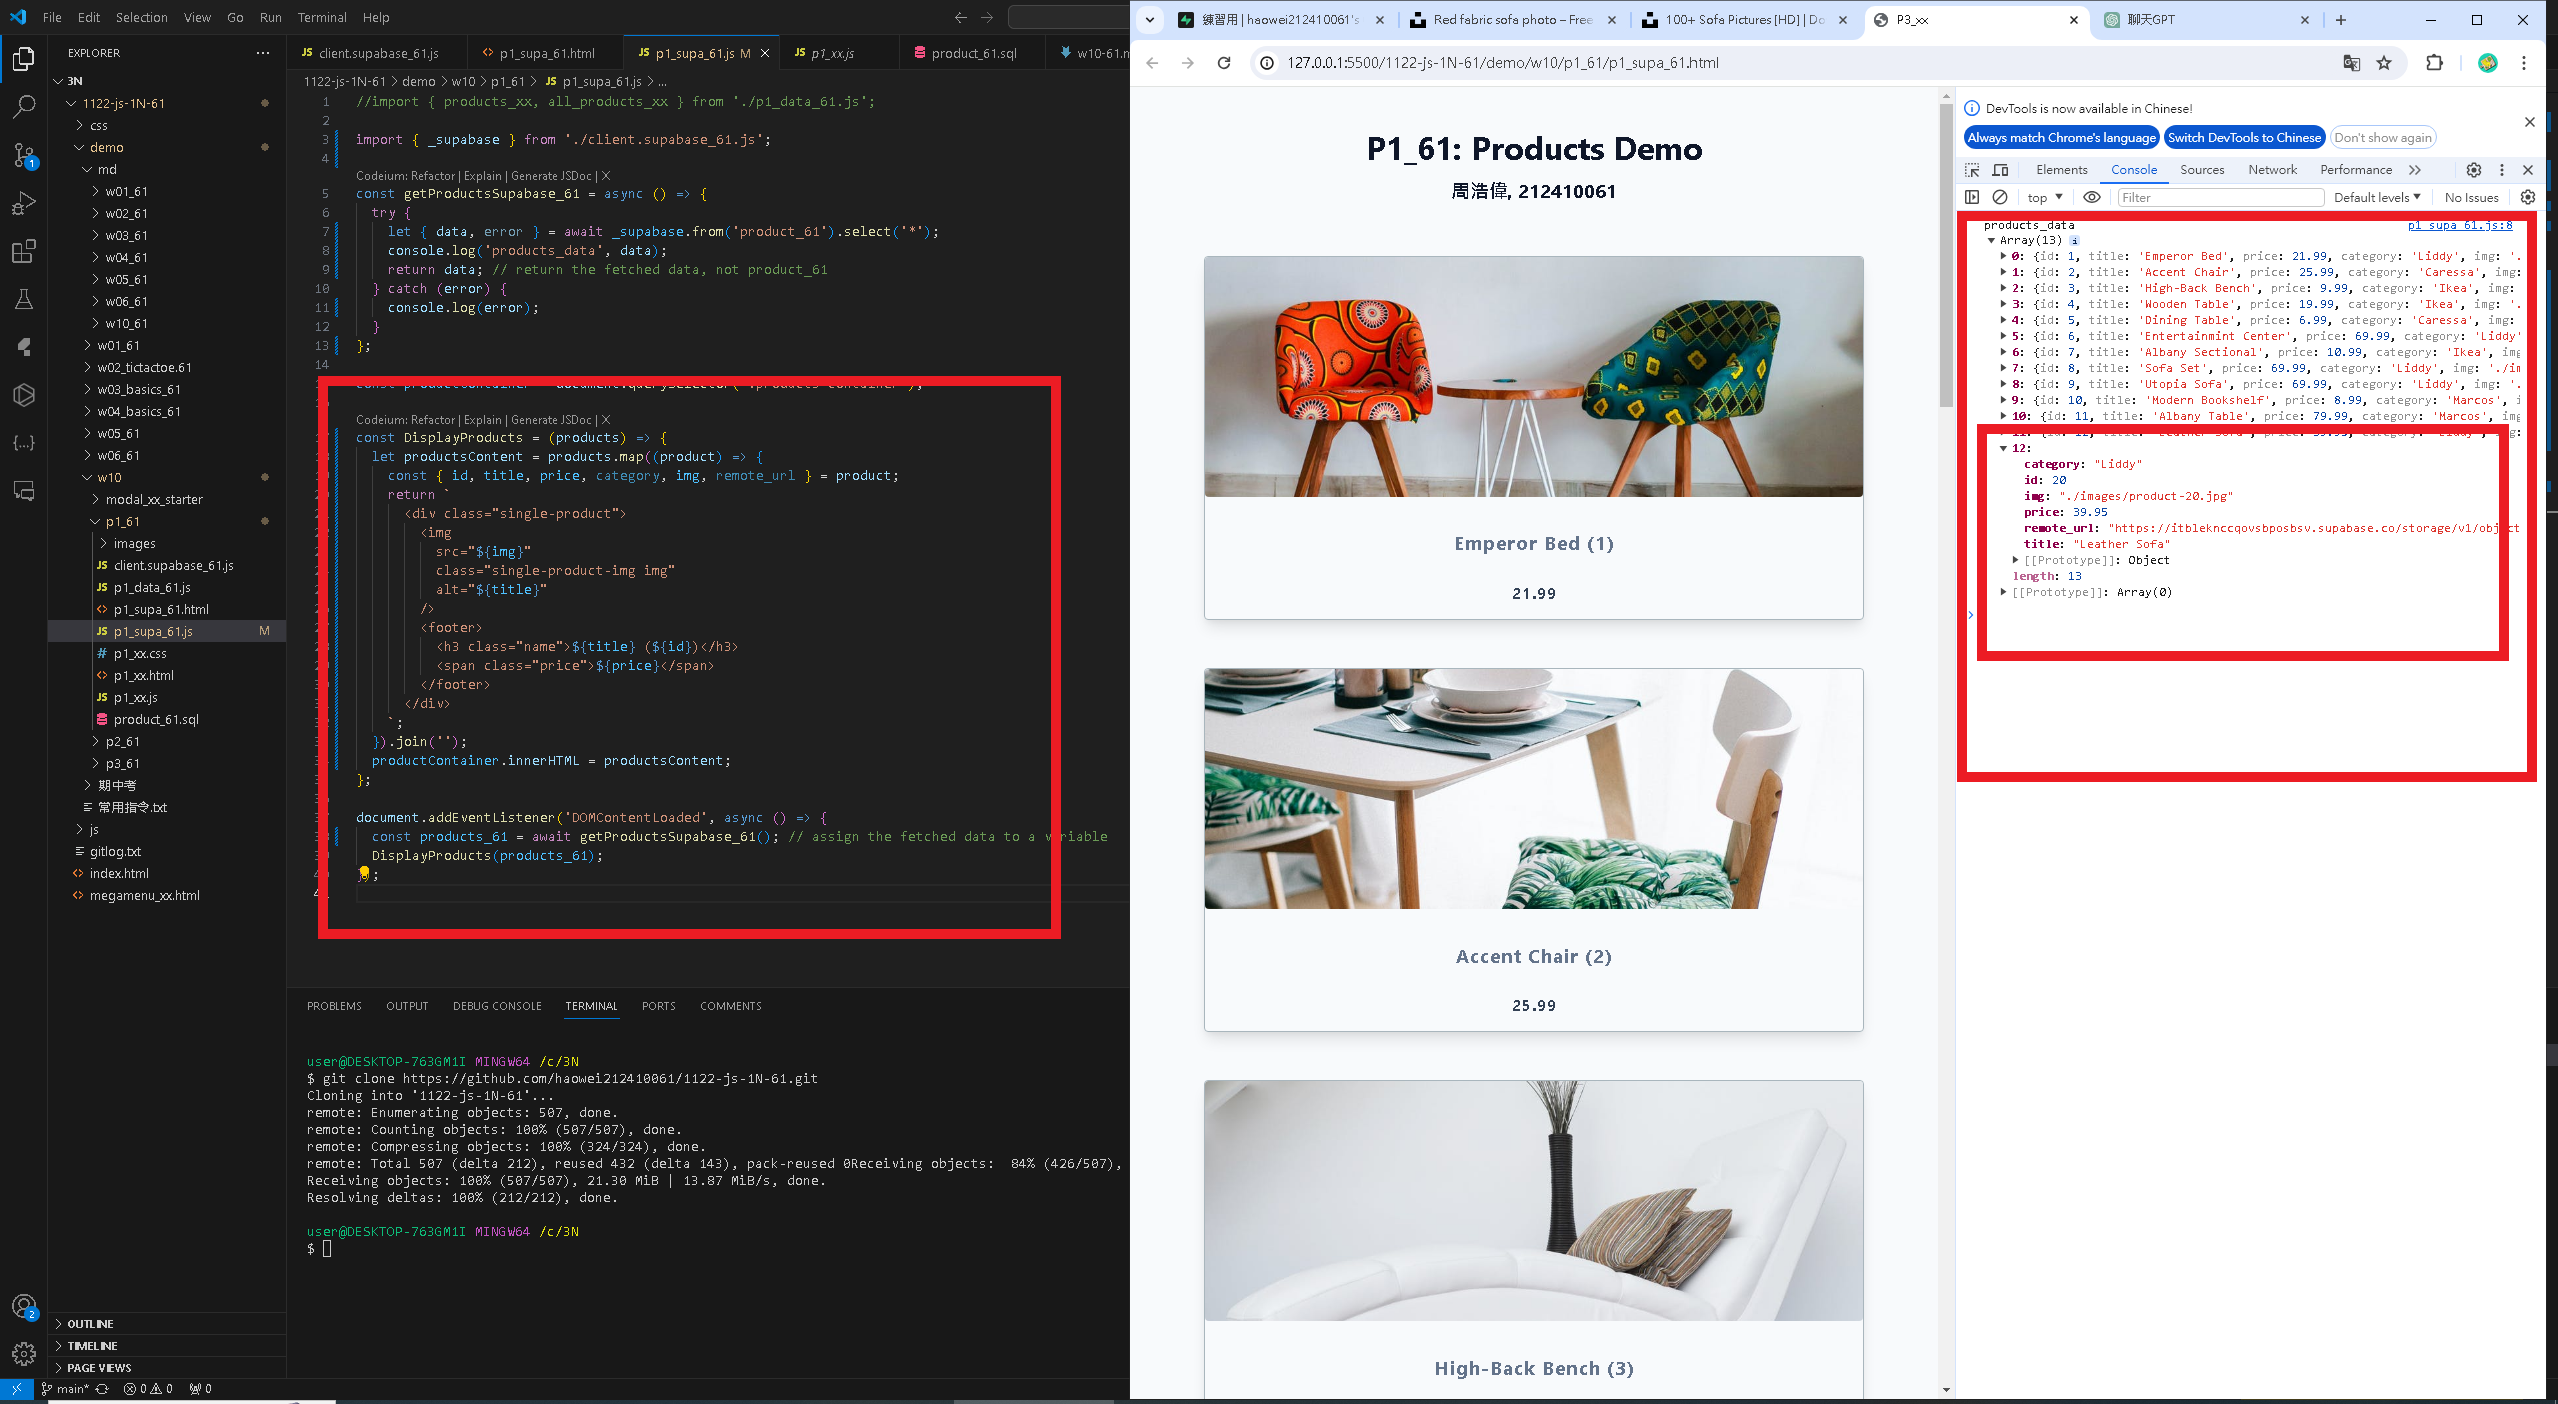 File Edit Selection View Go Run Terminal Help
EXPLORER
3N
1122-js-1N-61
css
demo
md
w01_61
w02_61
w03_61
w04_61
w05_61
w06_61
w10_61
w01_61
w02_tictactoe.61
w03_basics_61
w04_basics_61
w05_61
w06_61
w10
modal_xx_starter
p1_61
images
JS client.supabase_61.js
JS p1_data_61.js
<> p1_supa_61.html
JS p1_supa_61.js M
# p1_xx.css
<> p1_xx.html
JS p1_xx.js
product_61.sql
p2_61
p3_61
期中考
常用指令.txt
js
gitlog.txt
<> index.html
<> megamenu_xx.html
OUTLINE
TIMELINE
PAGE VIEWS
main* 0 0 0
JS client.supabase_61.js <> p1_supa_61.html JS p1_supa_61.js M JS p1_xx.js product_61.sql w10-61.m
1122-js-1N-61 > demo > w10 > p1_61 > JS p1_supa_61.js > ...
1 //import { products_xx, all_products_xx } from './p1_data_61.js';
2
3 import { _supabase } from './client.supabase_61.js';
4
Codeium: Refactor | Explain | Generate JSDoc | X
5 const getProductsSupabase_61 = async () => {
6 try {
7 let { data, error } = await _supabase.from('product_61').select('*');
8 console.log('products_data', data);
9 return data; // return the fetched data, not product_61
10 } catch (error) {
11 console.log(error);
12 }
13 };
14
Codeium: Refactor | Explain | Generate JSDoc | X
const DisplayProducts = (products) => {
let productsContent = products.map((product) => {
const { id, title, price, category, img, remote_url } = product;
return `
<div class="single-product">
<img
src="${img}"
class="single-product-img img"
alt="${title}"
/>
<footer>
<h3 class="name">${title} (${id})</h3>
<span class="price">${price}</span>
</footer>
</div>
`;
}).join('');
productContainer.innerHTML = productsContent;
};
document.addEventListener('DOMContentLoaded', async () => {
const products_61 = await getProductsSupabase_61(); // assign the fetched data to a variable
DisplayProducts(products_61);
PROBLEMS OUTPUT DEBUG CONSOLE TERMINAL PORTS COMMENTS
user@DESKTOP-763GM1I MINGW64 /c/3N
$ git clone https://github.com/haowei212410061/1122-js-1N-61.git
Cloning into '1122-js-1N-61'...
remote: Enumerating objects: 507, done.
remote: Counting objects: 100% (507/507), done.
remote: Compressing objects: 100% (324/324), done.
remote: Total 507 (delta 212), reused 432 (delta 143), pack-reused 0Receiving objects: 84% (426/507),
Receiving objects: 100% (507/507), 21.30 MiB | 13.87 MiB/s, done.
Resolving deltas: 100% (212/212), done.
user@DESKTOP-763GM1I MINGW64 /c/3N
$
練習用 | haowei212410061's Red fabric sofa photo – Free 100+ Sofa Pictures [HD] | Do P3_xx 聊天GPT
127.0.0.1:5500/1122-js-1N-61/demo/w10/p1_61/p1_supa_61.html
P1_61: Products Demo
周浩偉, 212410061
Emperor Bed (1)
21.99
Accent Chair (2)
25.99
High-Back Bench (3)
DevTools is now available in Chinese!
Always match Chrome's language Switch DevTools to Chinese Don't show again
Elements Console Sources Network Performance
top Filter Default levels No Issues
products_data p1_supa_61.js:8
Array(13)
0: {id: 1, title: 'Emperor Bed', price: 21.99, category: 'Liddy', img: '.
1: {id: 2, title: 'Accent Chair', price: 25.99, category: 'Caressa', img:
2: {id: 3, title: 'High-Back Bench', price: 9.99, category: 'Ikea', img:
3: {id: 4, title: 'Wooden Table', price: 19.99, category: 'Ikea', img: '.
4: {id: 5, title: 'Dining Table', price: 6.99, category: 'Caressa', img:
5: {id: 6, title: 'Entertainmint Center', price: 69.99, category: 'Liddy'
6: {id: 7, title: 'Albany Sectional', price: 10.99, category: 'Ikea', img
7: {id: 8, title: 'Sofa Set', price: 69.99, category: 'Liddy', img: './im
8: {id: 9, title: 'Utopia Sofa', price: 69.99, category: 'Liddy', img: '.
9: {id: 10, title: 'Modern Bookshelf', price: 8.99, category: 'Marcos', i
10: {id: 11, title: 'Albany Table', price: 79.99, category: 'Marcos', img
12:
category: "Liddy"
id: 20
img: "./images/product-20.jpg"
price: 39.95
remote_url: "https://itbleknccqovsbposbsv.supabase.co/storage/v1/object
title: "Leather Sofa"
[[Prototype]]: Object
length: 13
[[Prototype]]: Array(0)